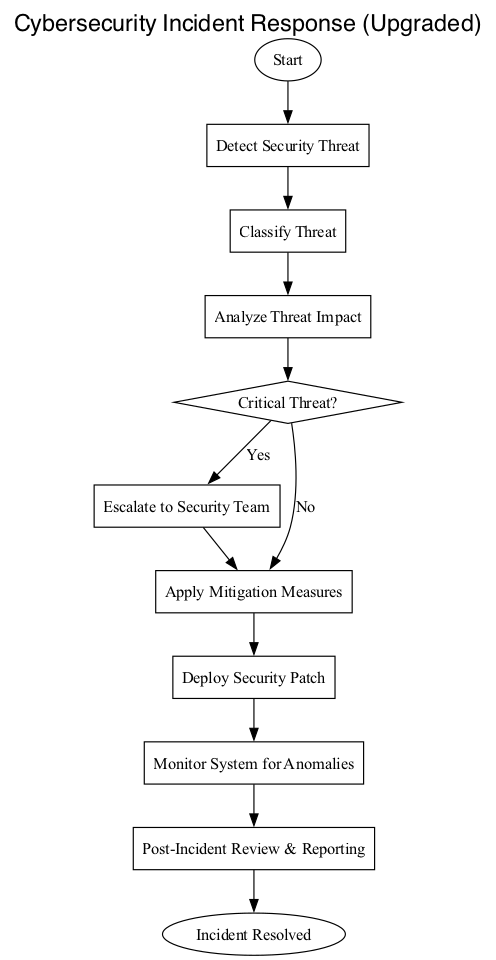 Cybersecurity Incident Response (Upgraded)
Start
Detect Security Threat
Classify Threat
Analyze Threat Impact
Critical Threat?
Yes
Escalate to Security Team
No
Apply Mitigation Measures
Deploy Security Patch
Monitor System for Anomalies
Post-Incident Review & Reporting
Incident Resolved